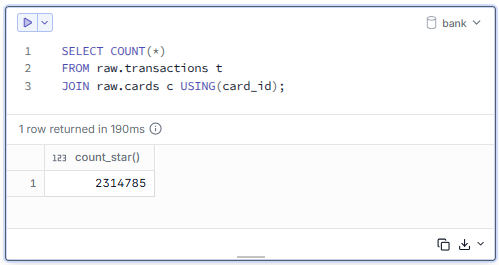 bank
1 SELECT COUNT(*)
2 FROM raw.transactions t
3 JOIN raw.cards c USING(card_id);
1 row returned in 190ms
123 count_star()
1 2314785